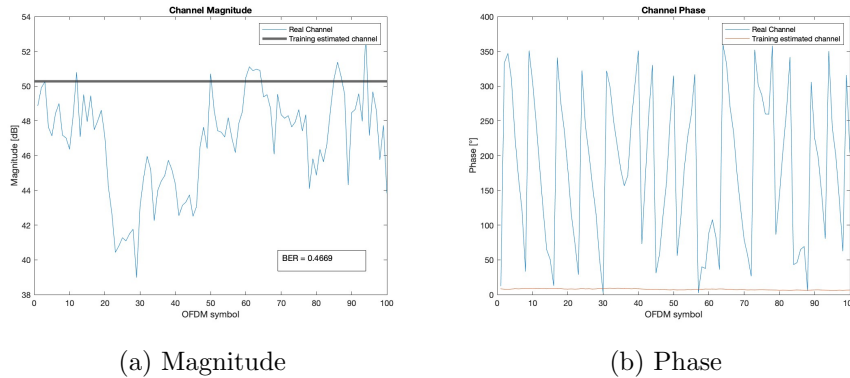 Channel Magnitude
Real Channel
Training estimated channel
54
52
50
48
46
44
42
40
38
Magnitude [dB]
BER = 0.4669
0 10 20 30 40 50 60 70 80 90 100
OFDM symbol
(a) Magnitude
Channel Phase
Real Channel
Training estimated channel
400
350
300
250
200
150
100
50
0
Phase [°]
0 10 20 30 40 50 60 70 80 90 100
OFDM symbol
(b) Phase